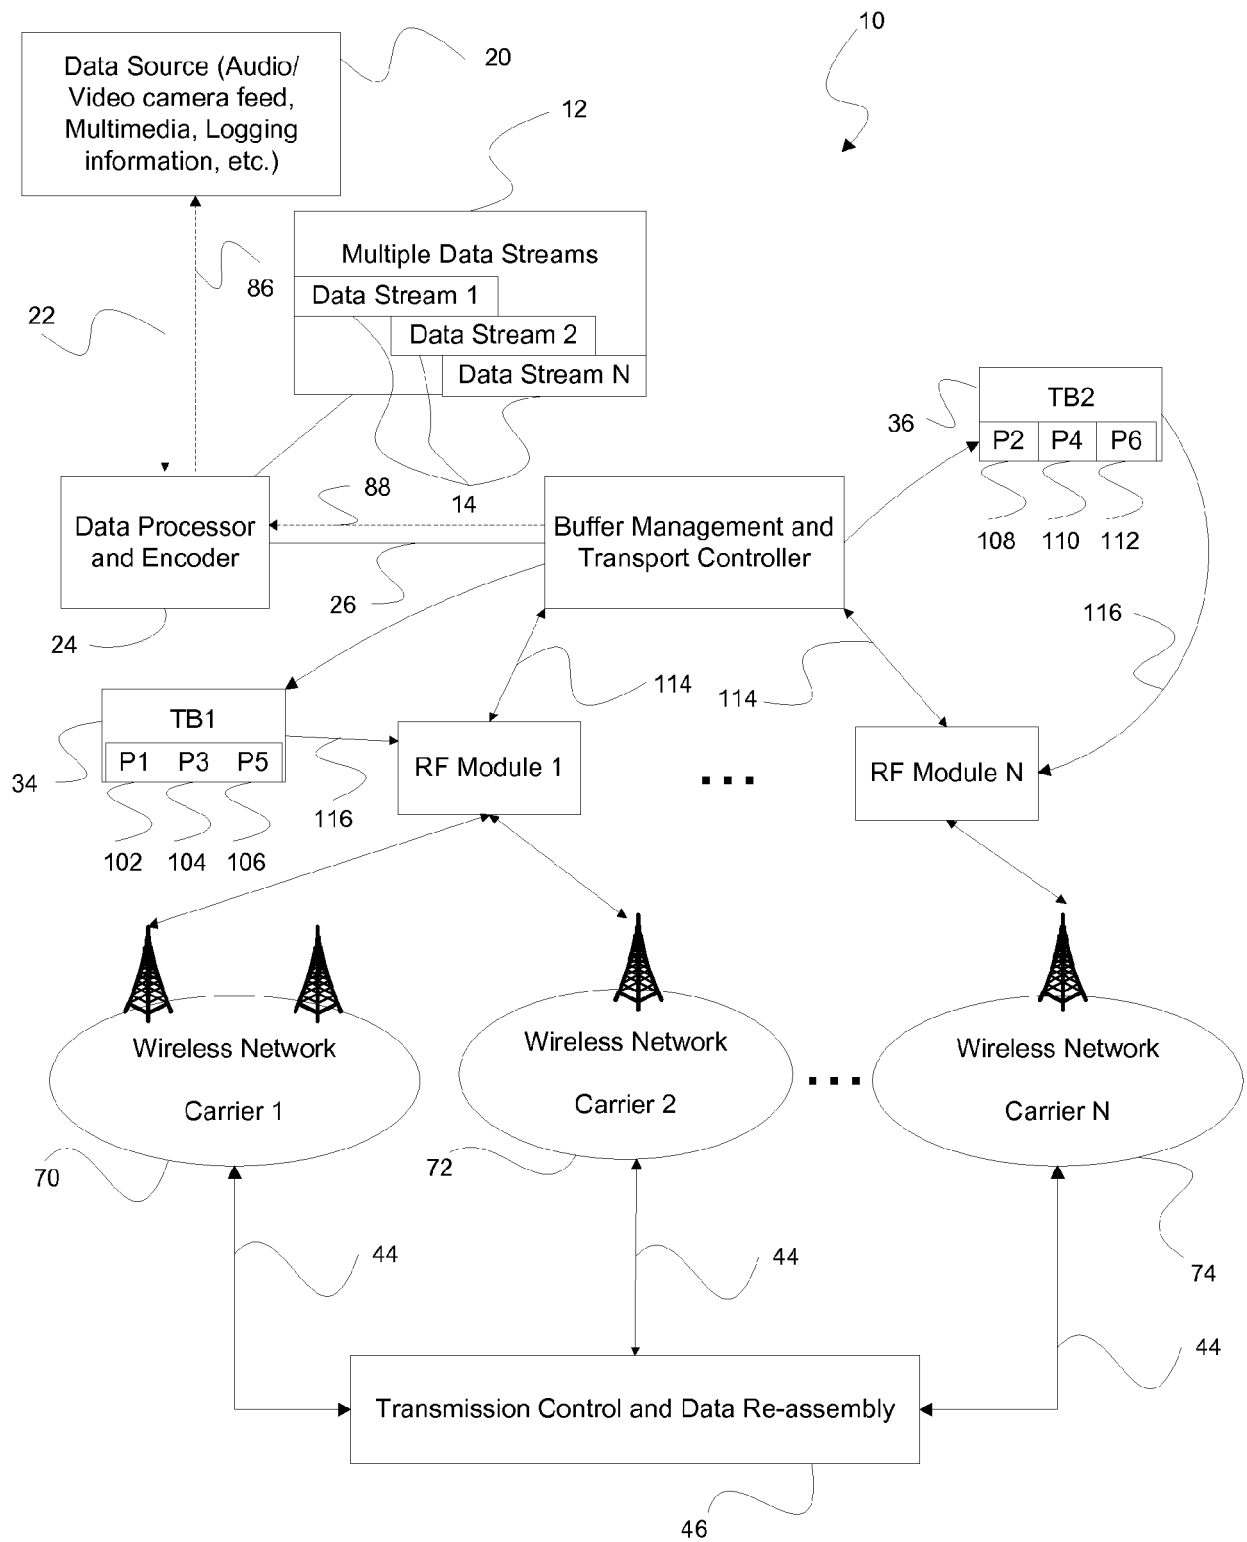 10
20
Data Source (Audio/
Video camera feed,
Multimedia, Logging
information, etc.)
12
Multiple Data Streams
Data Stream 1
Data Stream 2
Data Stream N
86
22
36
TB2
P2 P4 P6
108 110 112
88
14
Data Processor
and Encoder
Buffer Management and
Transport Controller
26
24
116
114
114
TB1
P1 P3 P5
34
116
102 104 106
RF Module 1
...
RF Module N
Wireless Network
Carrier 1
Wireless Network
Carrier 2
...
Wireless Network
Carrier N
70
72
74
44
44
44
Transmission Control and Data Re-assembly
46